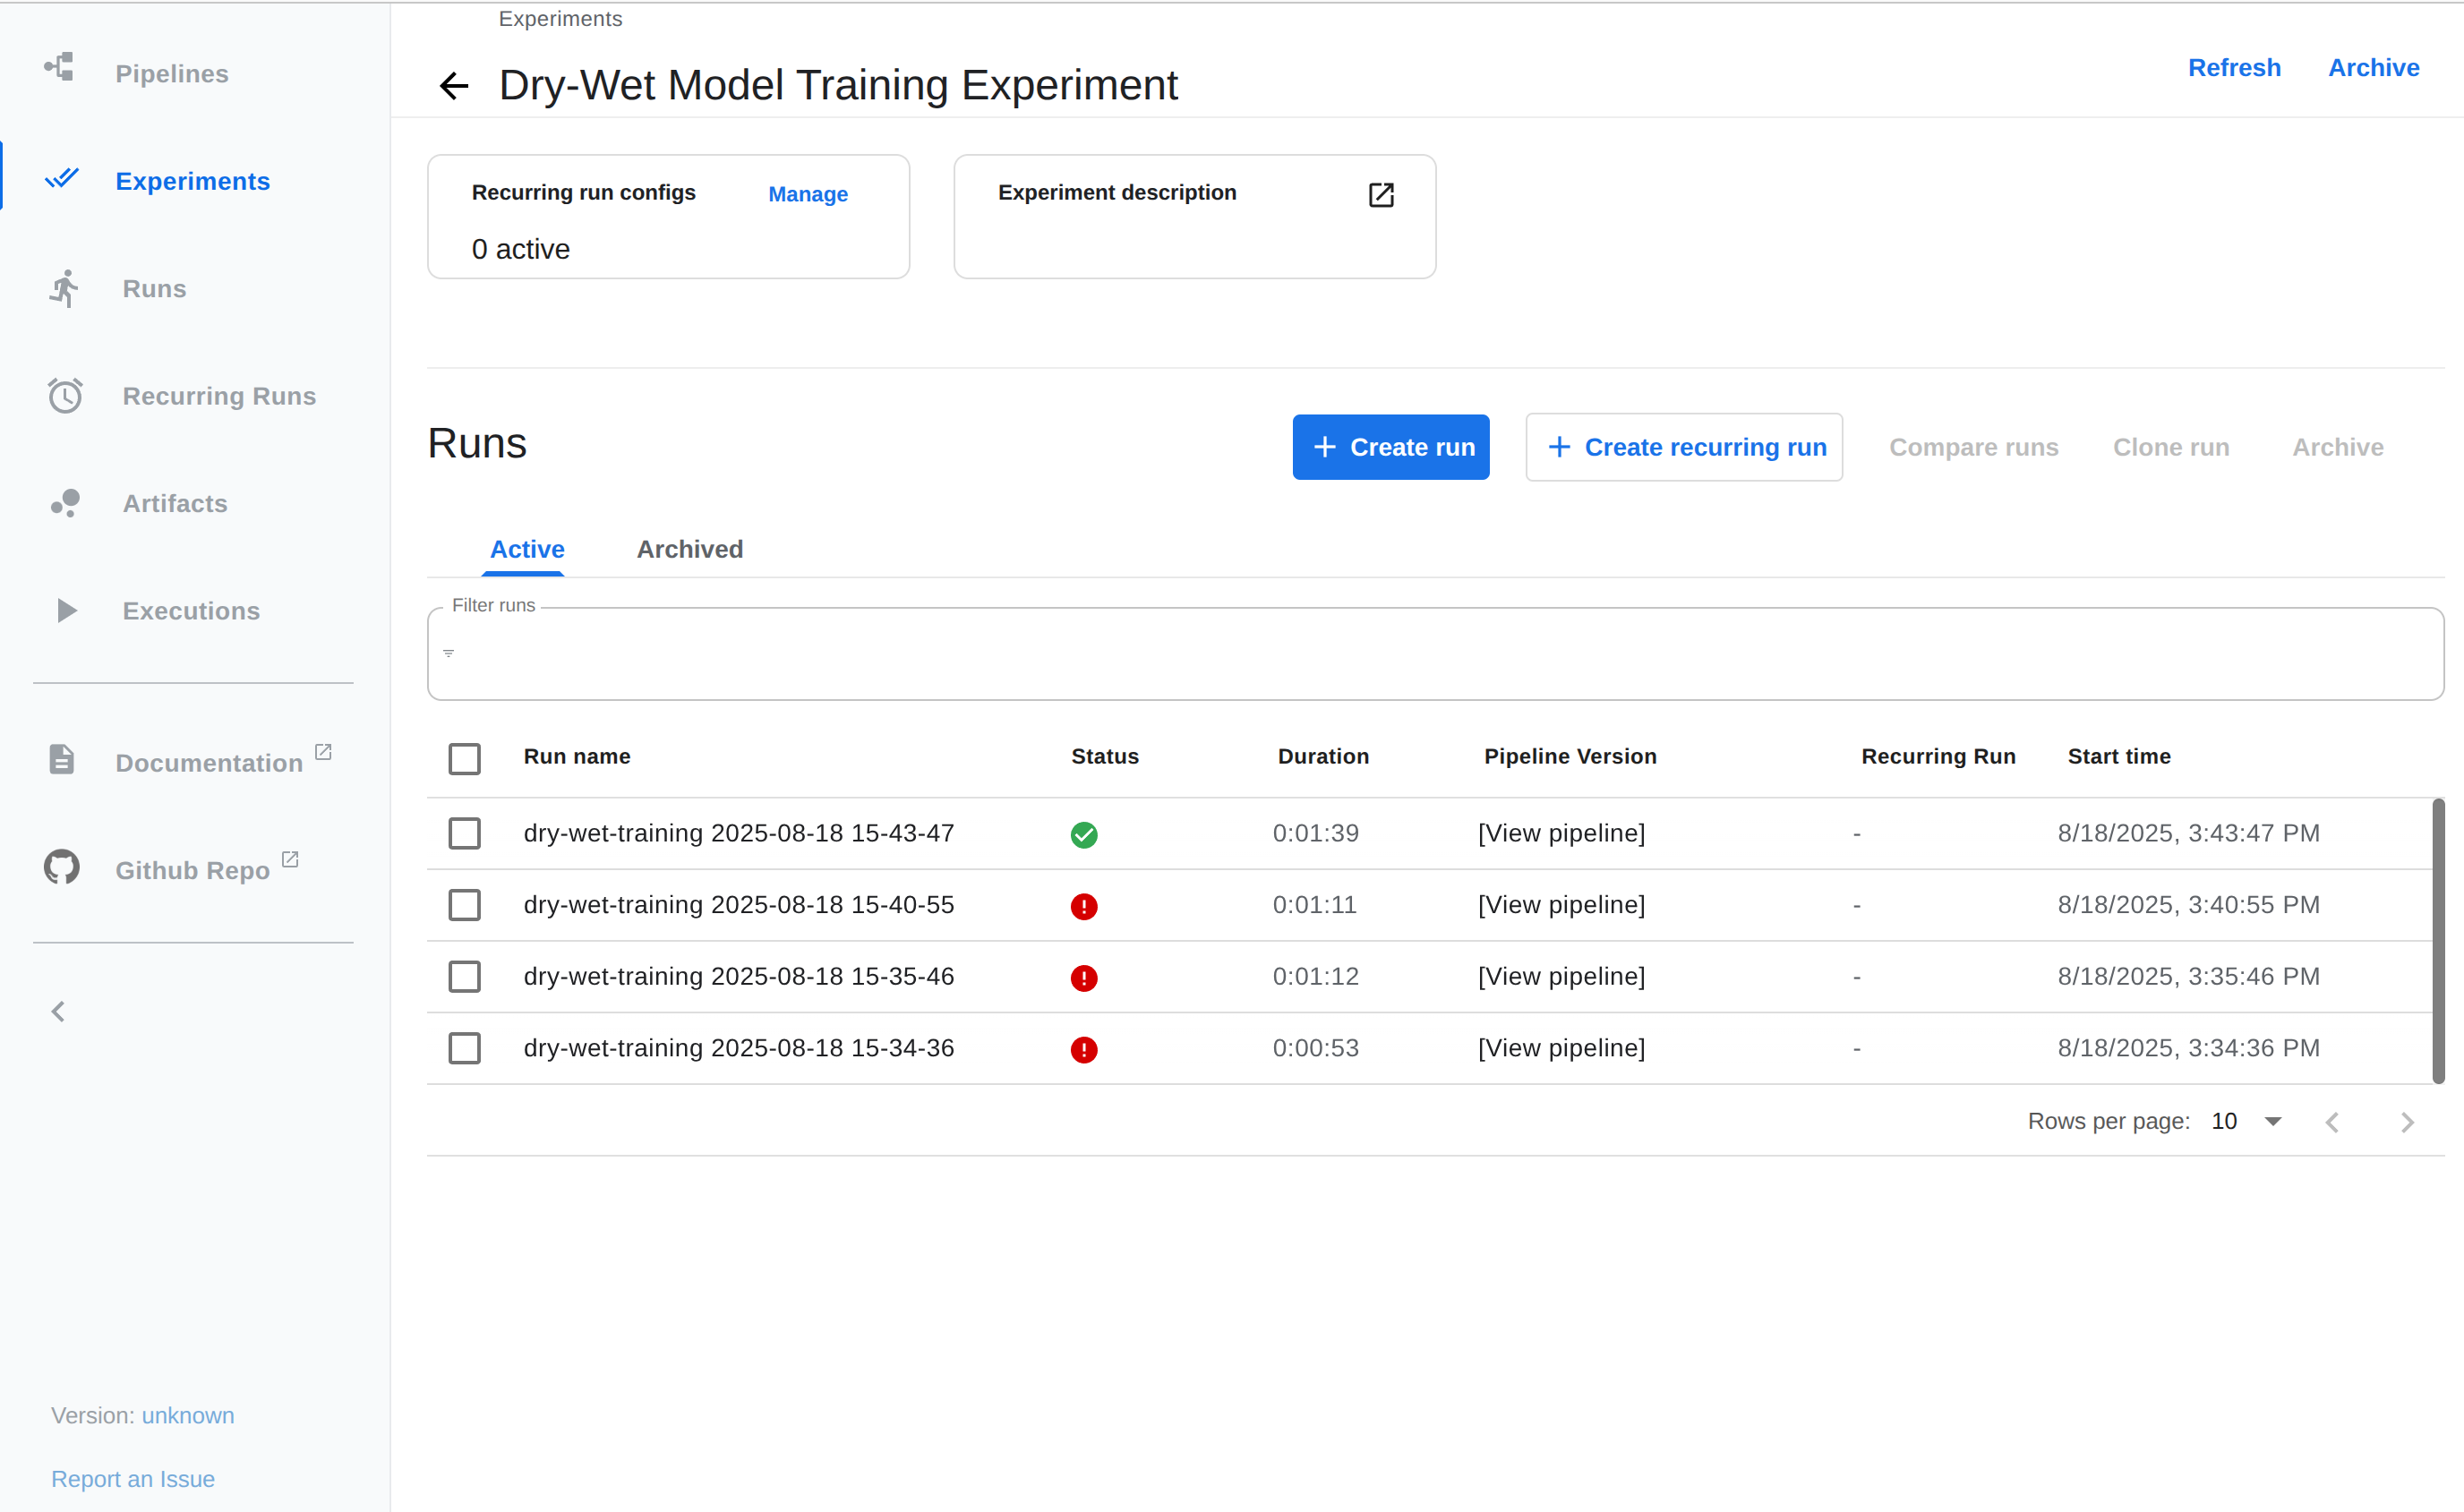 Experiments
Dry-Wet Model Training Experiment
Refresh
Archive
Pipelines
Experiments
Runs
Recurring Runs
Artifacts
Executions
Documentation
Github Repo
Version: unknown
Report an Issue
Recurring run configs
Manage
0 active
Experiment description
Runs
Create run
Create recurring run
Compare runs
Clone run
Archive
Active
Archived
Filter runs
Run name Status Duration Pipeline Version Recurring Run Start time
dry-wet-training 2025-08-18 15-43-47 0:01:39 [View pipeline] - 8/18/2025, 3:43:47 PM
dry-wet-training 2025-08-18 15-40-55 0:01:11 [View pipeline] - 8/18/2025, 3:40:55 PM
dry-wet-training 2025-08-18 15-35-46 0:01:12 [View pipeline] - 8/18/2025, 3:35:46 PM
dry-wet-training 2025-08-18 15-34-36 0:00:53 [View pipeline] - 8/18/2025, 3:34:36 PM
Rows per page: 10